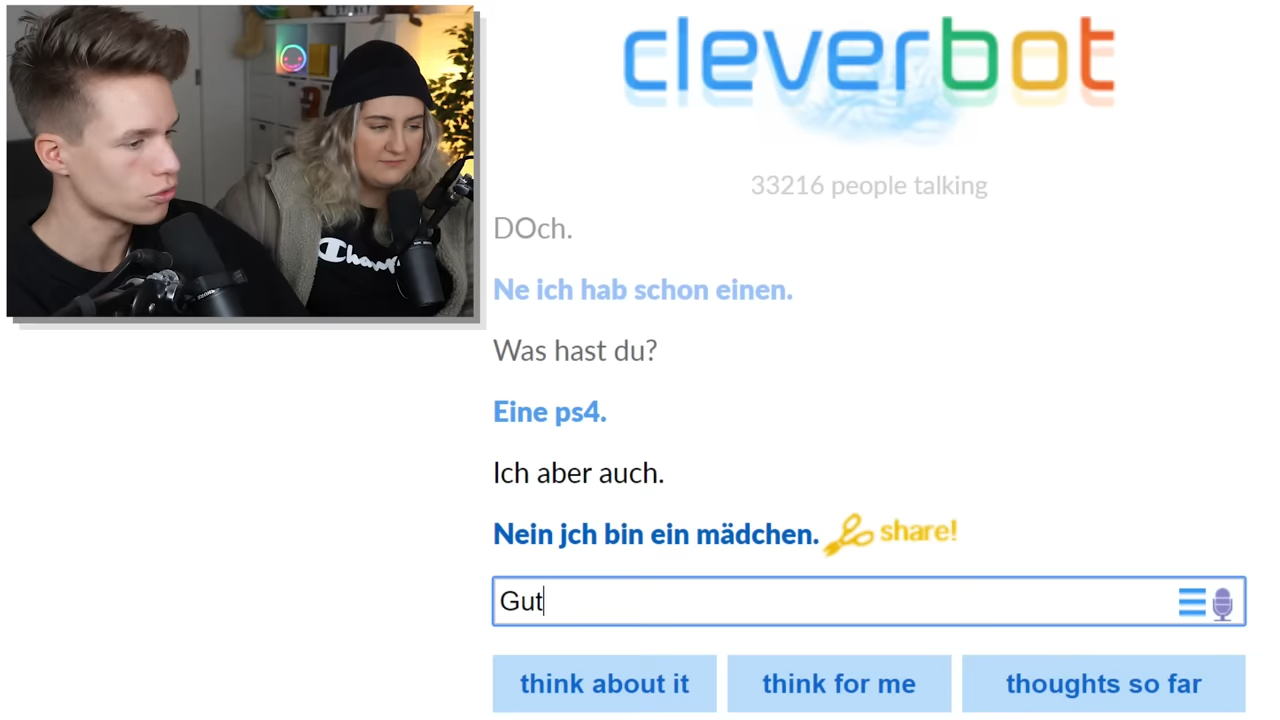 cleverbot
33216 people talking
DOch.
Ne ich hab schon einen.
Was hast du?
Eine ps4.
Ich aber auch.
Nein jch bin ein mädchen.
share!
Gut
think about it
think for me
thoughts so far